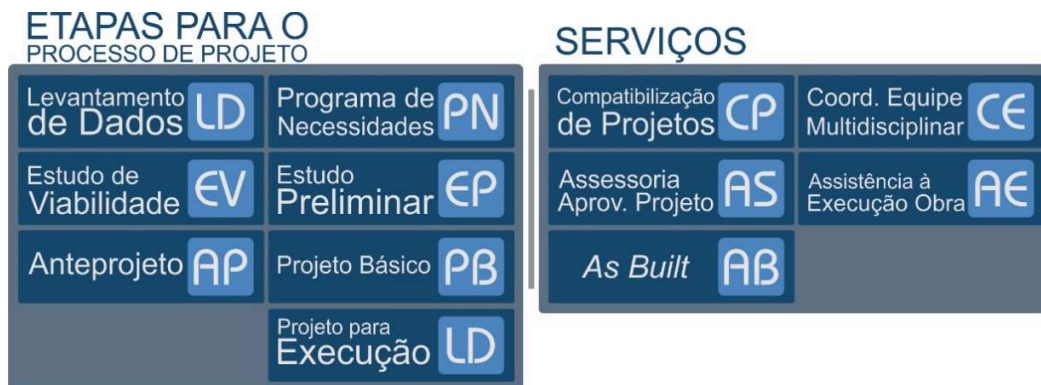 ETAPAS PARA O
PROCESSO DE PROJETO
Levantamento
de Dados
LD
Programa de
Necessidades
PN
Estudo de
Viabilidade
EV
Estudo
Preliminar
EP
Anteprojeto
AP
Projeto Básico
PB
Projeto para
Execução
LD
SERVIÇOS
Compatibilização
de Projetos
CP
Coord. Equipe
Multidisciplinar
CE
Assessoria
Aprov. Projeto
AS
Assistência à
Execução Obra
AE
As Built
AB